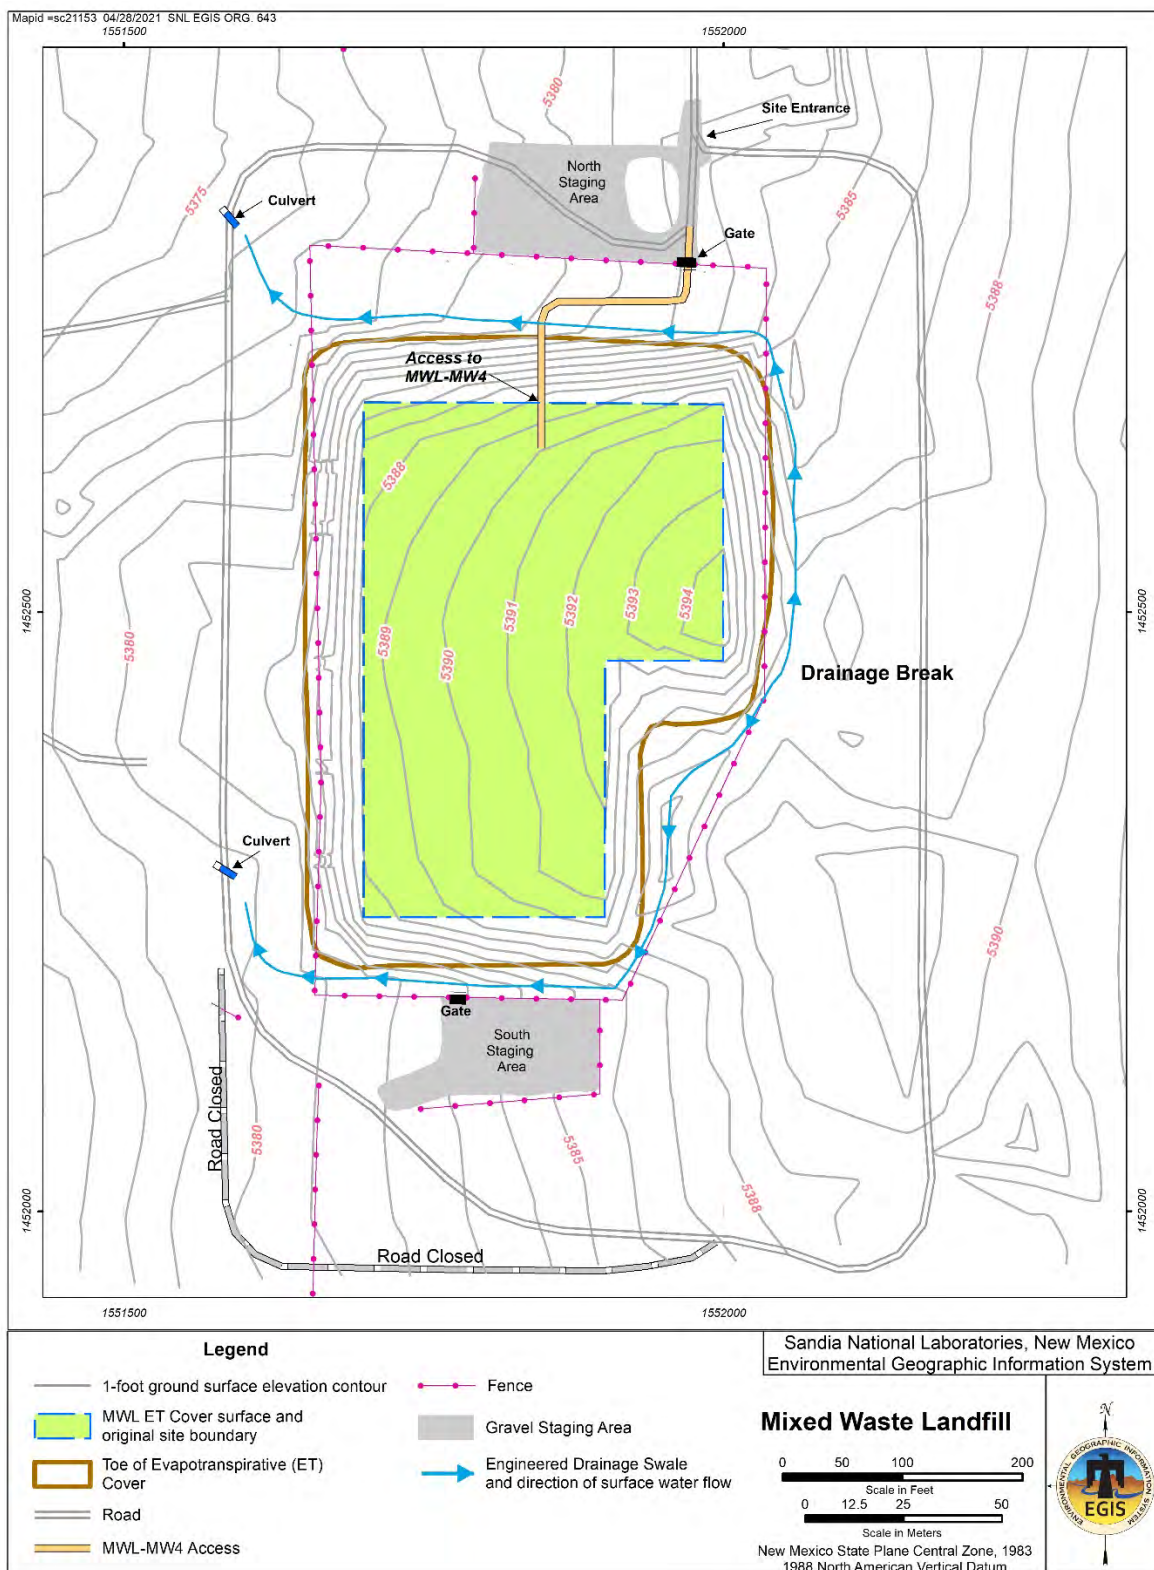 Mapid =sc21153 04/28/2021 SNL EGIS ORG. 643
1551500
1552000
5380
Site Entrance
North
Staging
Area
5375
Culvert
5385
Gate
5388
Access to
MWL-MW4
5388
1452500
1452500
5380
5389
5390
5391
5392
5393
5394
Drainage Break
Culvert
5390
Gate
South
Staging
Area
Road Closed
5380
5385
5388
1452000
1452000
Road Closed
1551500
1552000
Legend
1-foot ground surface elevation contour
MWL ET Cover surface and
original site boundary
Toe of Evapotranspirative (ET)
Cover
Road
MWL-MW4 Access
Fence
Gravel Staging Area
Engineered Drainage Swale
and direction of surface water flow
Sandia National Laboratories, New Mexico
Environmental Geographic Information System
Mixed Waste Landfill
0 50 100 200
Scale in Feet
0 12.5 25 50
Scale in Meters
New Mexico State Plane Central Zone, 1983
1988 North American Vertical Datum
N
ENVIRONMENTAL GEOGRAPHIC INFORMATION SYSTEM
EGIS